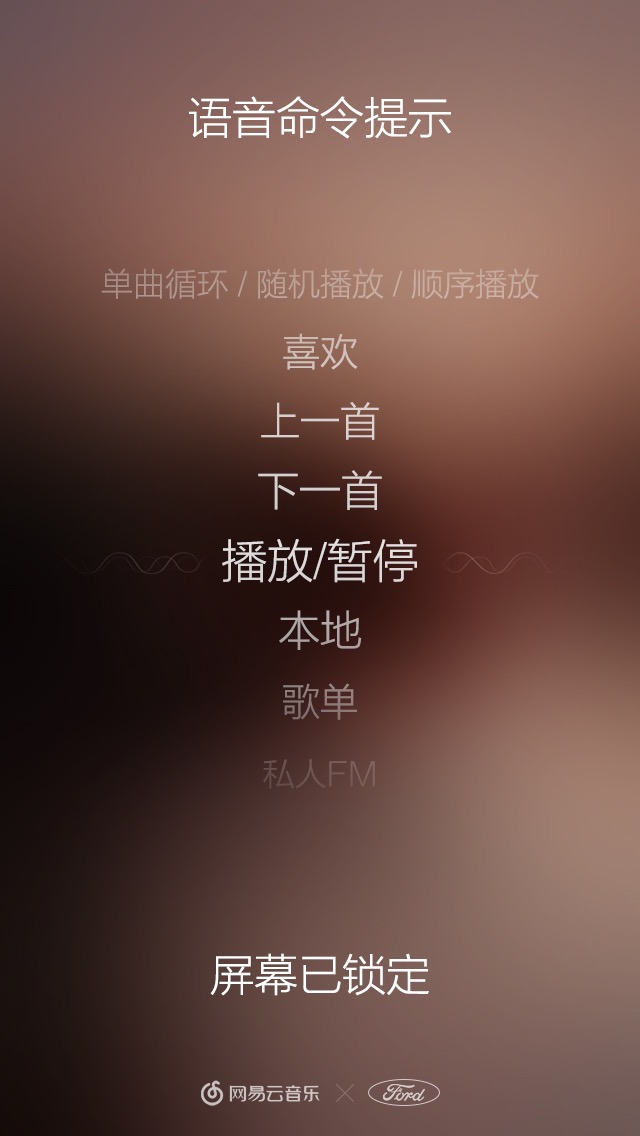 语音命令提示
单曲循环 / 随机播放 / 顺序播放
喜欢
上一首
下一首
播放/暂停
本地
歌单
私人FM
屏幕已锁定
网易云音乐 × Ford